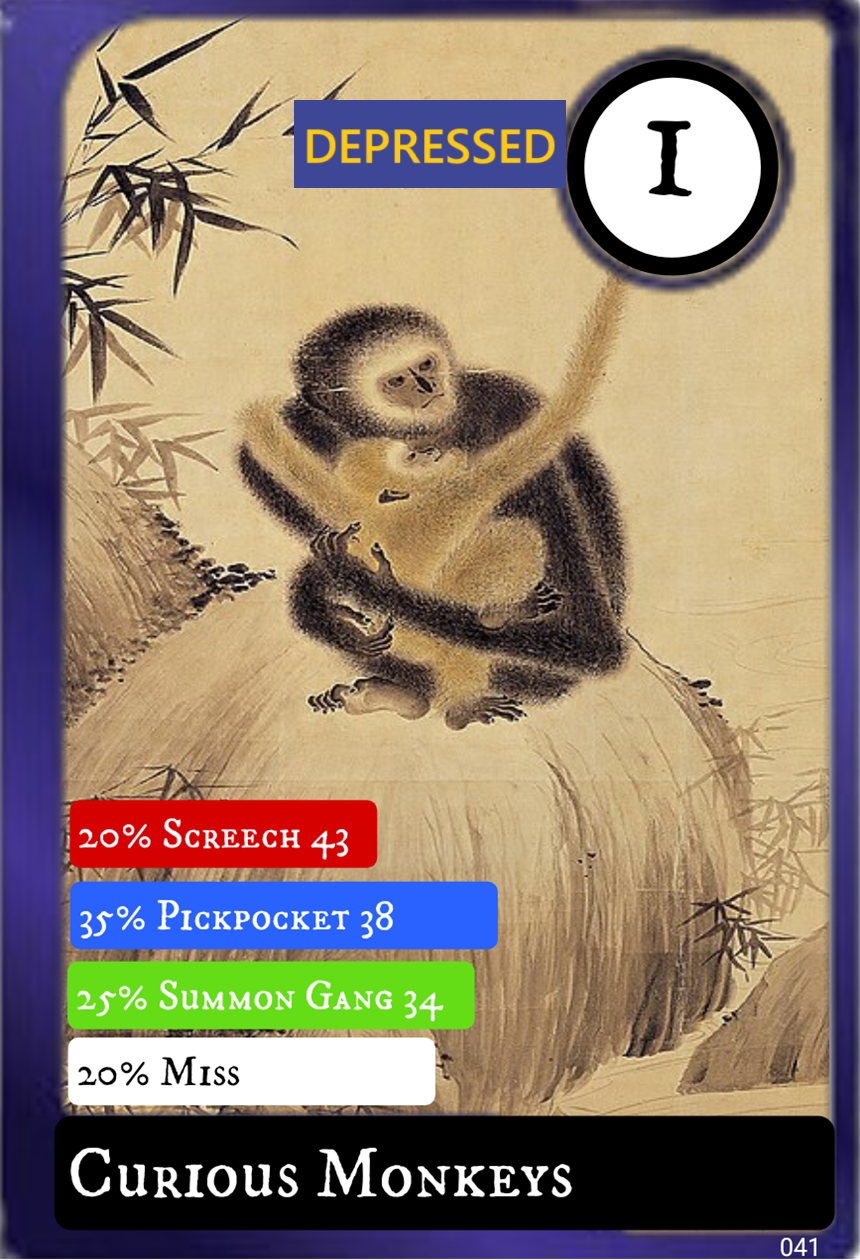 DEPRESSED
I
20% Screech 43
35% Pickpocket 38
25% Summon Gang 34
20% Miss
Curious Monkeys
041